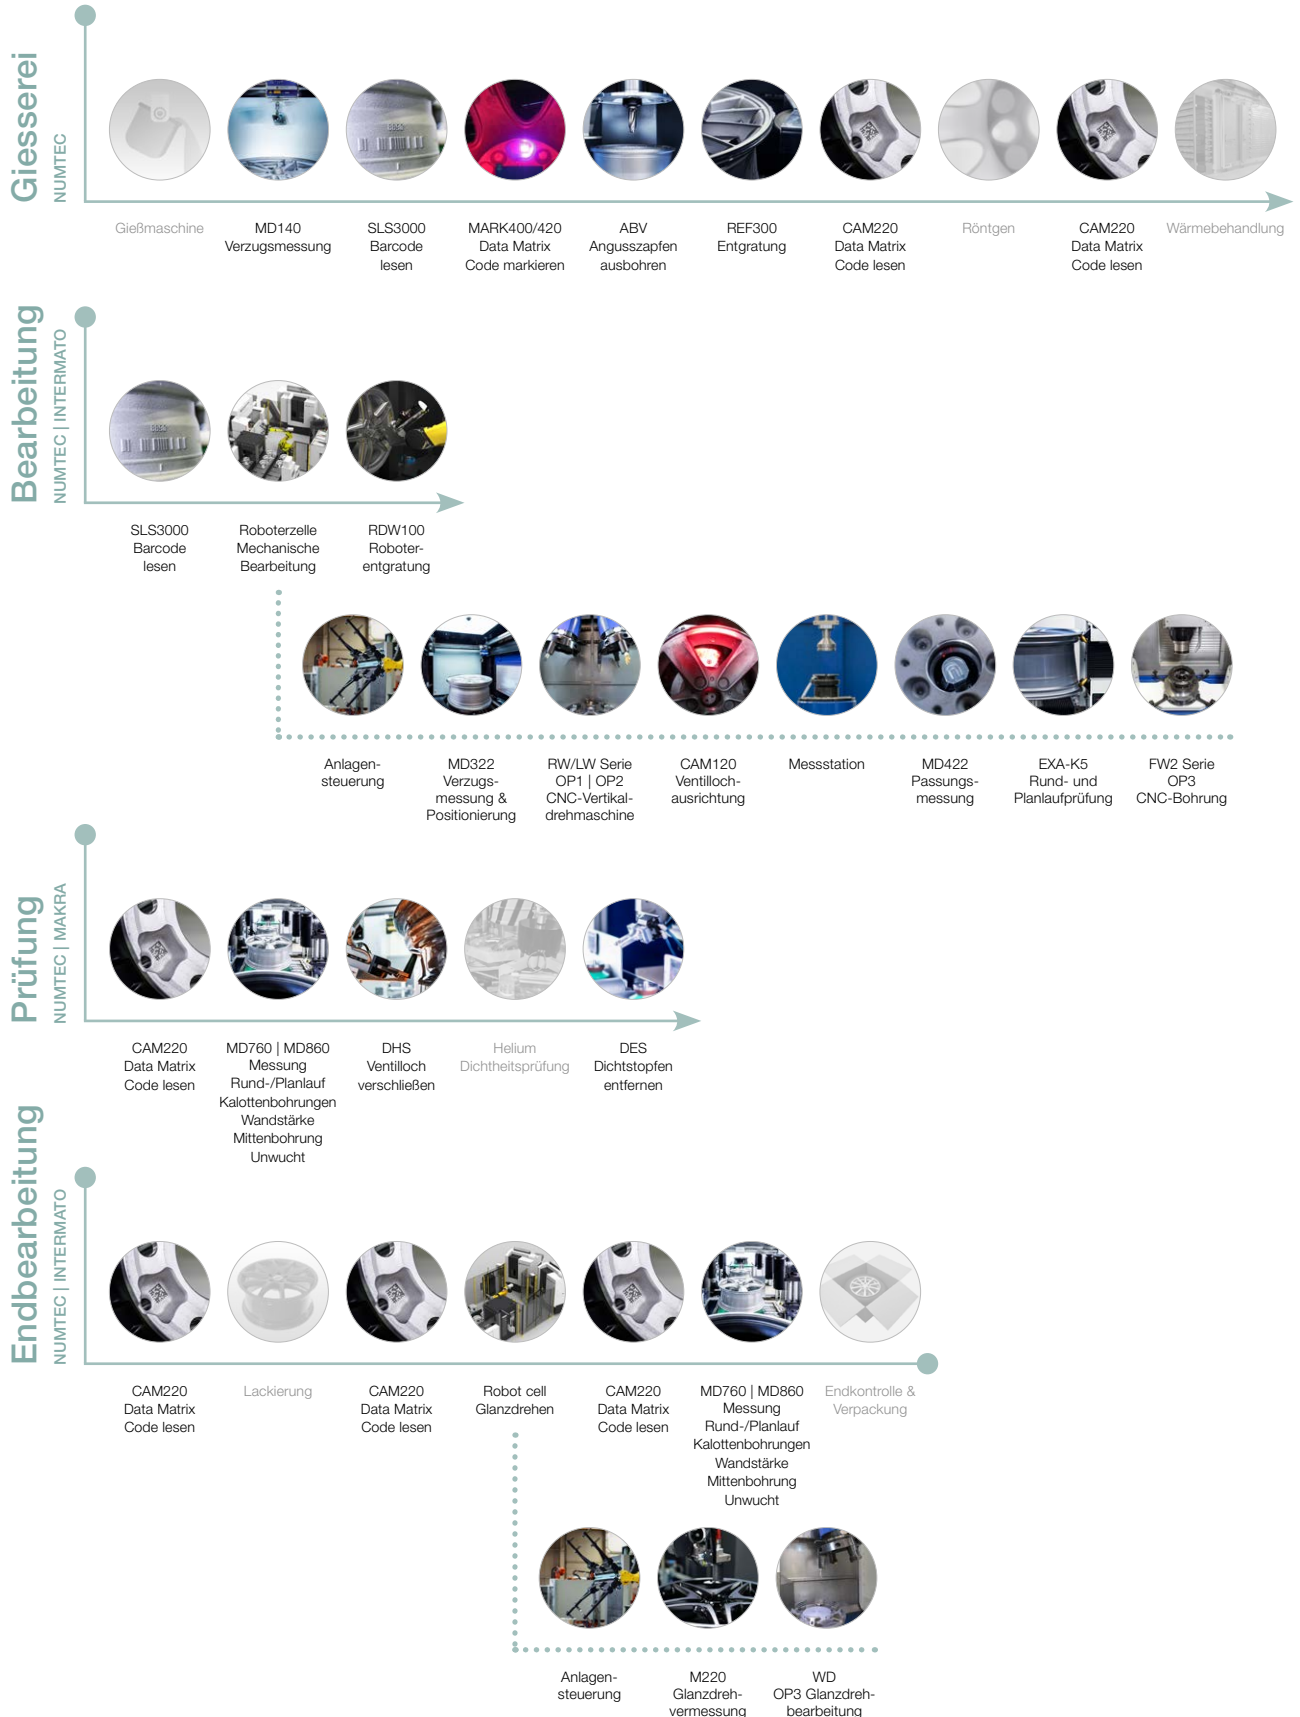 Giesserei
NUMTEC
Gießmaschine
MD140
Verzugsmessung
SLS3000
Barcode
lesen
MARK400/420
Data Matrix
Code markieren
ABV
Angusszapfen
ausbohren
REF300
Entgratung
CAM220
Data Matrix
Code lesen
Röntgen
CAM220
Data Matrix
Code lesen
Wärmebehandlung
Bearbeitung
NUMTEC | INTERMATO
SLS3000
Barcode
lesen
Roboterzelle
Mechanische
Bearbeitung
RDW100
Roboter-
entgratung
Anlagen-
steuerung
MD322
Verzugs-
messung &
Positionierung
RW/LW Serie
OP1 | OP2
CNC-Vertikal-
drehmaschine
CAM120
Ventilloch-
ausrichtung
Messstation
MD422
Passungs-
messung
EXA-K5
Rund- und
Planlaufprüfung
FW2 Serie
OP3
CNC-Bohrung
Prüfung
NUMTEC | MAKRA
CAM220
Data Matrix
Code lesen
MD760 | MD860
Messung
Rund-/Planlauf
Kalottenbohrungen
Wandstärke
Mittenbohrung
Unwucht
DHS
Ventilloch
verschließen
Helium
Dichtheitsprüfung
DES
Dichtstopfen
entfernen
Endbearbeitung
NUMTEC | INTERMATO
CAM220
Data Matrix
Code lesen
Lackierung
CAM220
Data Matrix
Code lesen
Robot cell
Glanzdrehen
CAM220
Data Matrix
Code lesen
MD760 | MD860
Messung
Rund-/Planlauf
Kalottenbohrungen
Wandstärke
Mittenbohrung
Unwucht
Endkontrolle &
Verpackung
Anlagen-
steuerung
M220
Glanzdreh-
vermessung
WD
OP3 Glanzdreh-
bearbeitung